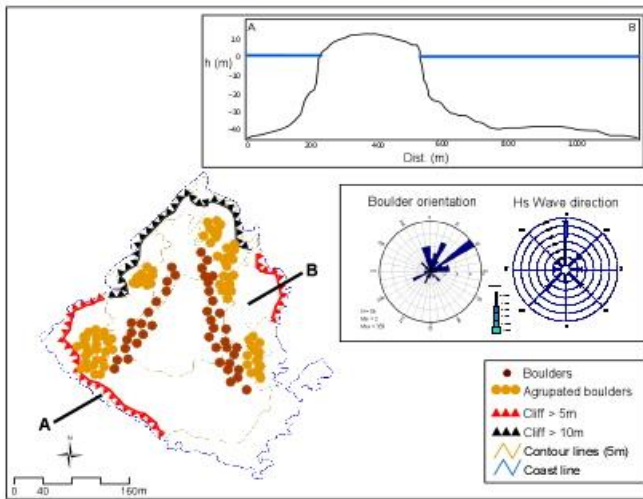 A
B
10
0
-10
-20
-30
-40
h (m)
0
200
400
600
800
1000
Dist. (m)
Boulder orientation
Hs Wave direction
B
A
N
0
40
160m
Boulders
Agrupated boulders
Cliff > 5m
Cliff > 10m
Contour lines (5m)
Coast line